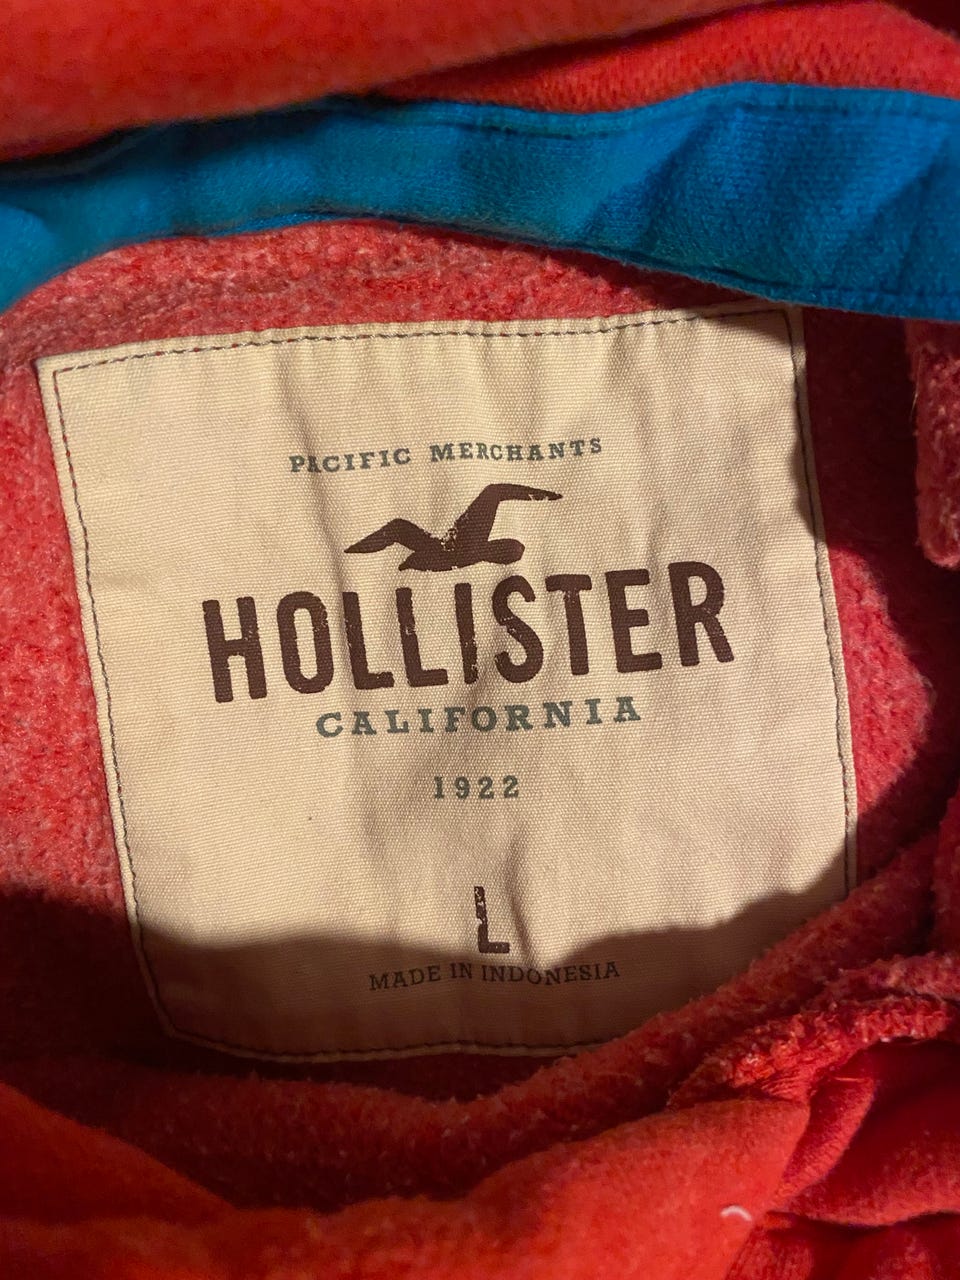 PACIFIC MERCHANTS
HOLLISTER
CALIFORNIA
1922
L
MADE IN INDONESIA